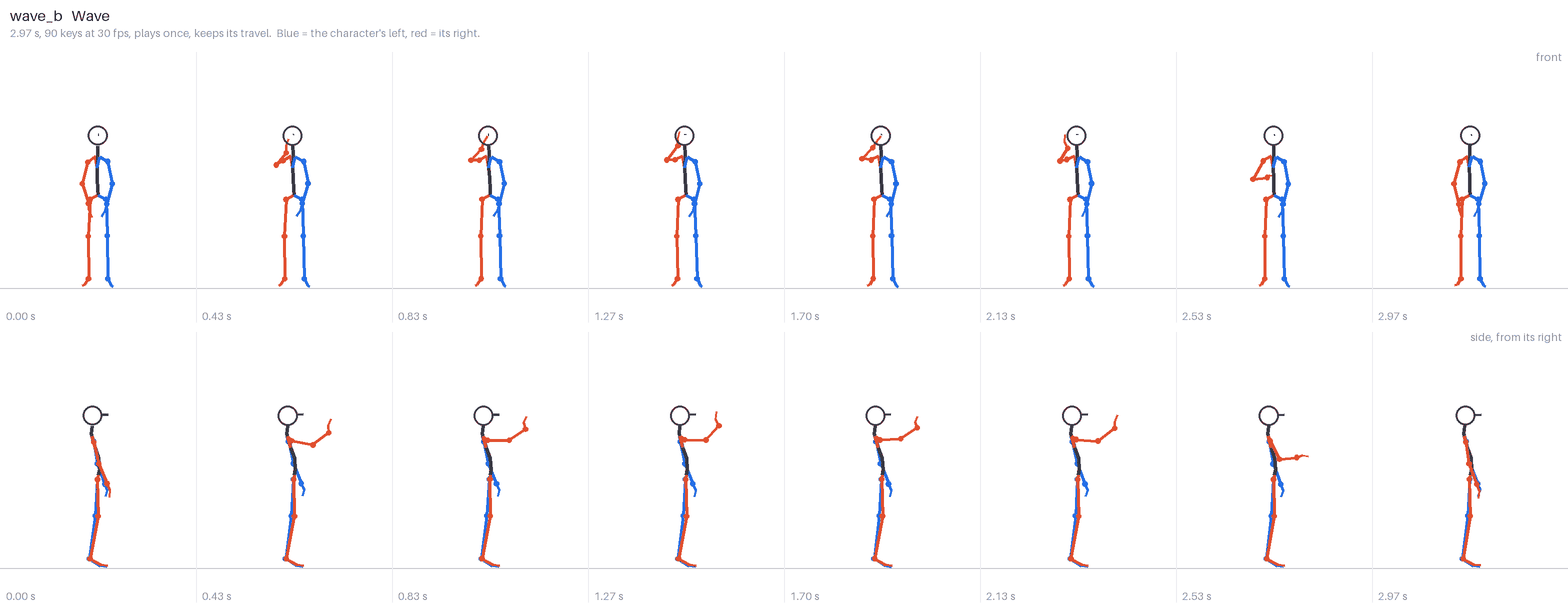 wave_b Wave
2.97 s, 90 keys at 30 fps, plays once, keeps its travel. Blue = the character's left, red = its right.
front
0.00 s 0.43 s 0.83 s 1.27 s 1.70 s 2.13 s 2.53 s 2.97 s
side, from its right
0.00 s 0.43 s 0.83 s 1.27 s 1.70 s 2.13 s 2.53 s 2.97 s